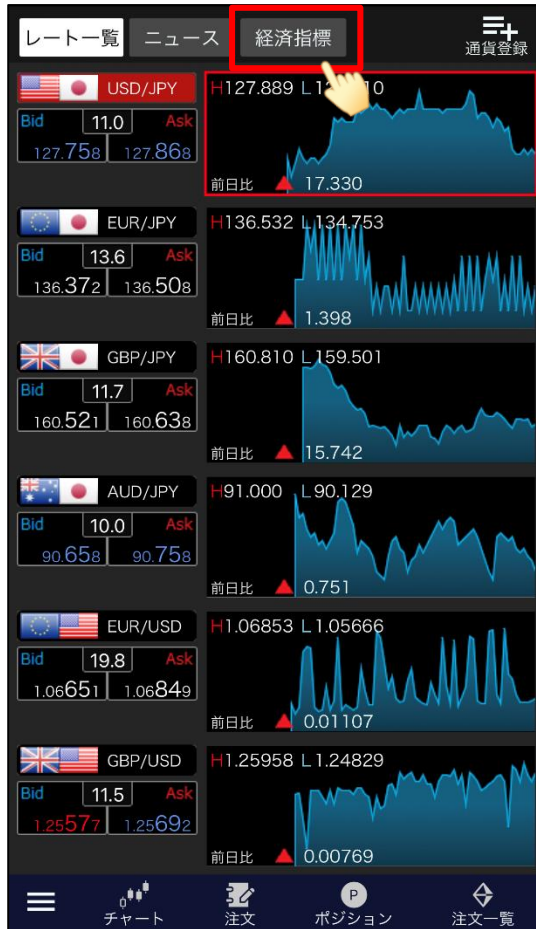 レート一覧 ニュース 経済指標 通貨登録
USD/JPY H127.889 L
Bid 11.0 Ask
127.758 127.868
前日比 17.330
EUR/JPY H136.532 L134.753
Bid 13.6 Ask
136.372 136.508
前日比 1.398
GBP/JPY H160.810 L159.501
Bid 11.7 Ask
160.521 160.638
前日比 15.742
AUD/JPY H91.000 L90.129
Bid 10.0 Ask
90.658 90.758
前日比 0.751
EUR/USD H1.06853 L1.05666
Bid 19.8 Ask
1.06651 1.06849
前日比 0.01107
GBP/USD H1.25958 L1.24829
Bid 11.5 Ask
1.25577 1.25692
前日比 0.00769
チャート 注文 P ポジション 注文一覧